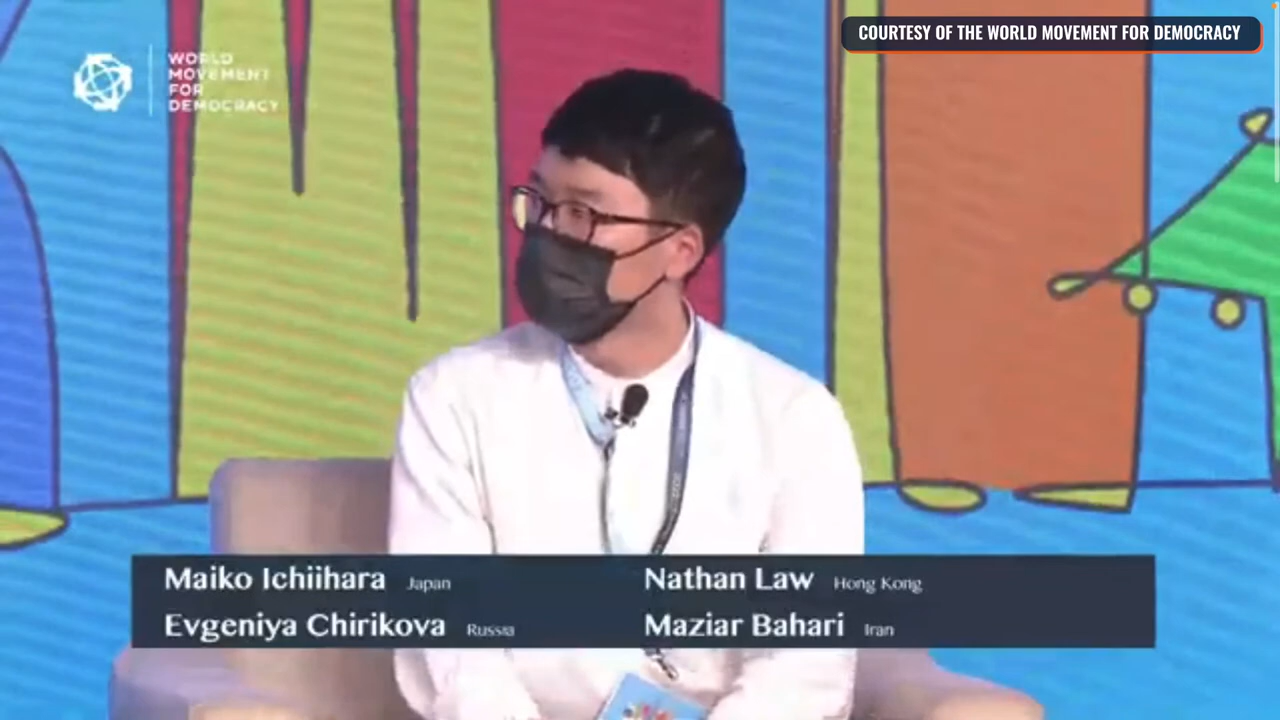 COURTESY OF THE WORLD MOVEMENT FOR DEMOCRACY
WORLD
MOVEMENT
FOR
DEMOCRACY
Maiko Ichiihara Japan
Nathan Law Hong Kong
Evgeniya Chirikova Russia
Maziar Bahari Iran